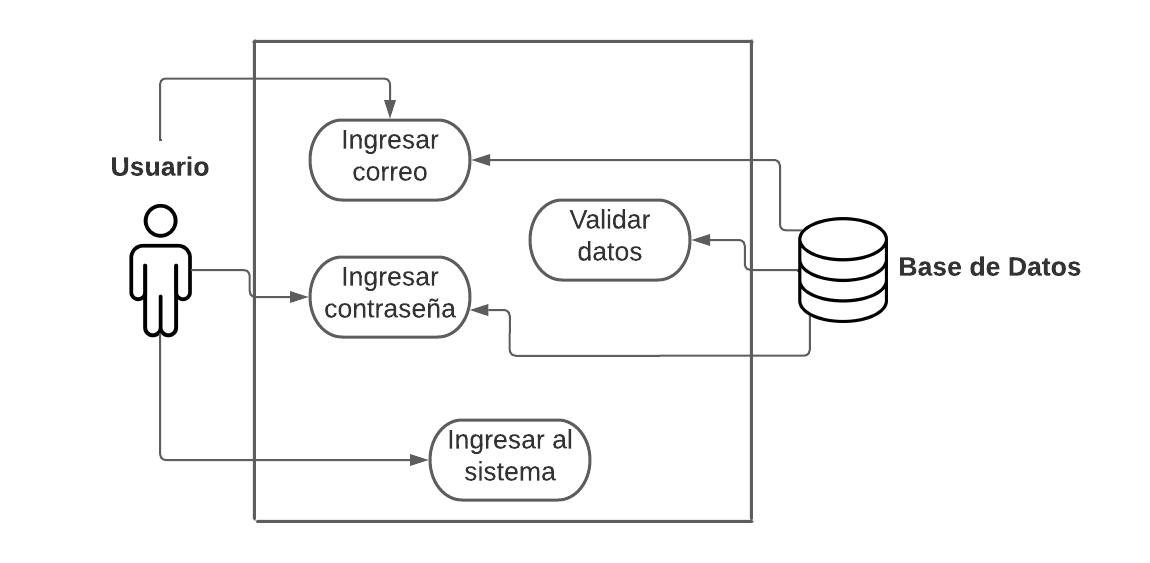 Ingresar
correo
Usuario
Validar
datos
Base de Datos
Ingresar
contraseña
Ingresar al
sistema